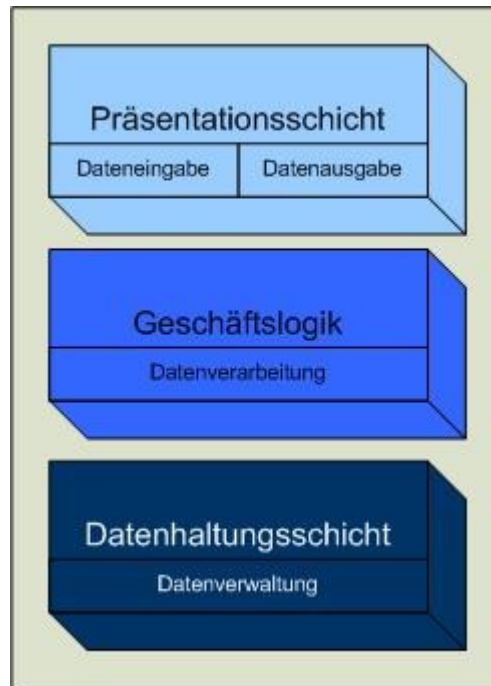 Präsentationsschicht
Dateneingabe Datenausgabe
Geschäftslogik
Datenverarbeitung
Datenhaltungsschicht
Datenverwaltung